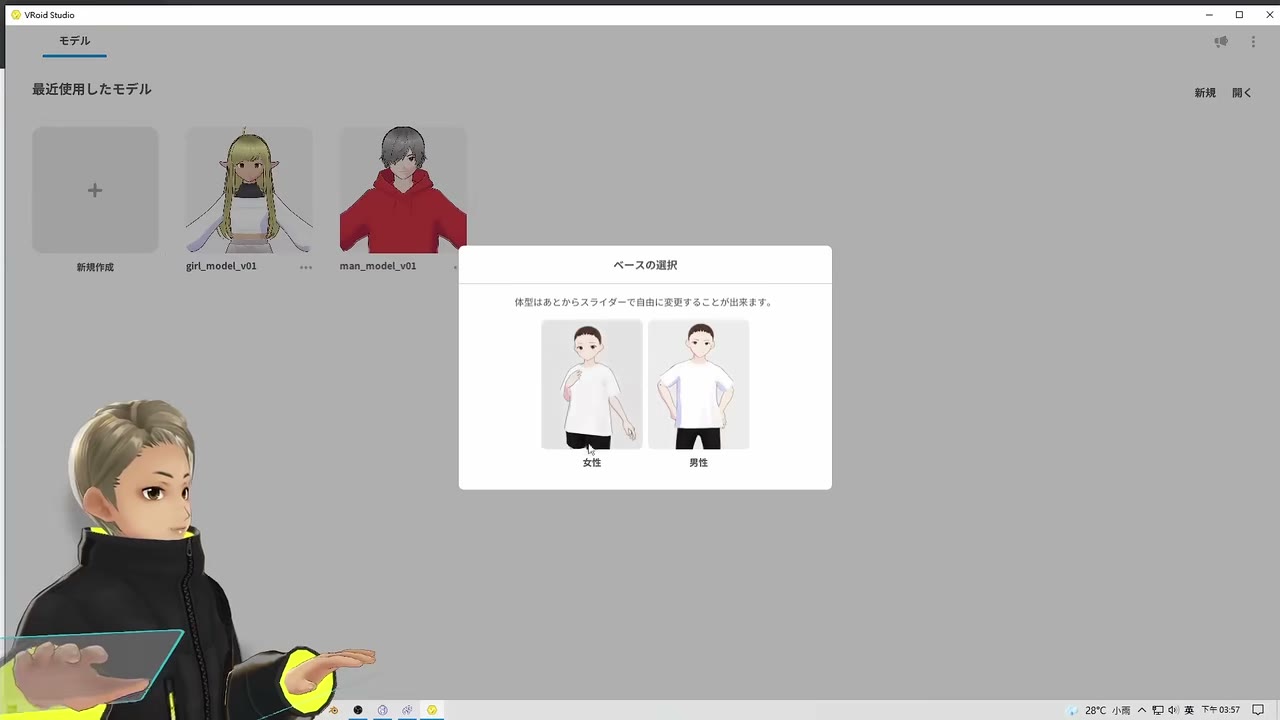 VRoid Studio
モデル
最近使用したモデル
新規 開く
新規作成
girl_model_v01
man_model_v01
ベースの選択
体型はあとからスライダーで自由に変更することが出来ます。
女性
男性
28°C 小雨 英 下午 03:57